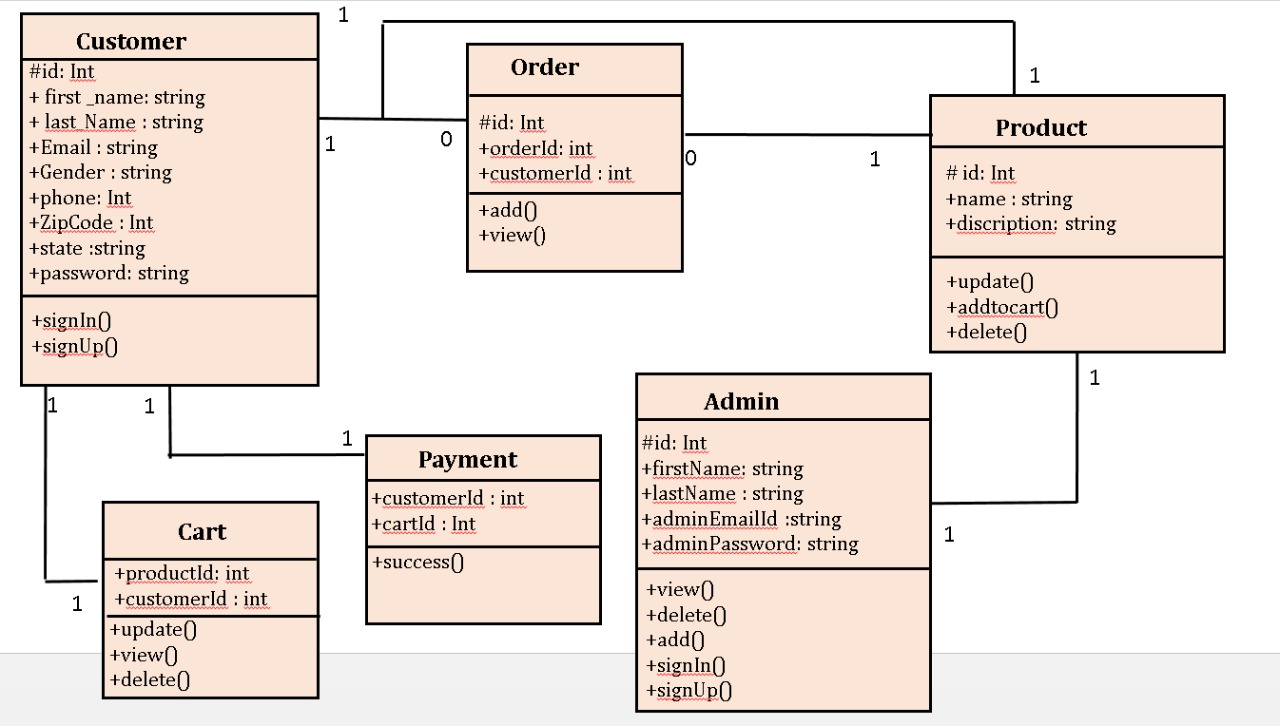 Customer
#id: Int
+ first _name: string
+ last_Name : string
+Email : string
+Gender : string
+phone: Int
+ZipCode : Int
+state :string
+password: string
+signIn()
+signUp()
1
1
0
Order
#id: Int
+orderId: int
+customerId : int
+add()
+view()
0
1
1
Product
# id: Int
+name : string
+discription: string
+update()
+addtocart()
+delete()
1
1
1
1
Payment
+customerId : int
+cartId : Int
+success()
1
Cart
+productId: int
+customerId : int
+update()
+view()
+delete()
Admin
#id: Int
+firstName: string
+lastName : string
+adminEmailId :string
+adminPassword: string
+view()
+delete()
+add()
+signIn()
+signUp()
1